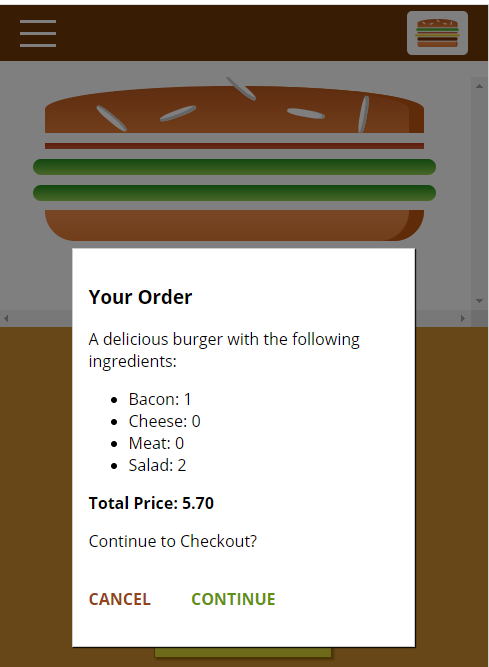 Your Order
A delicious burger with the following
ingredients:
Bacon: 1
Cheese: 0
Meat: 0
Salad: 2
Total Price: 5.70
Continue to Checkout?
CANCEL CONTINUE